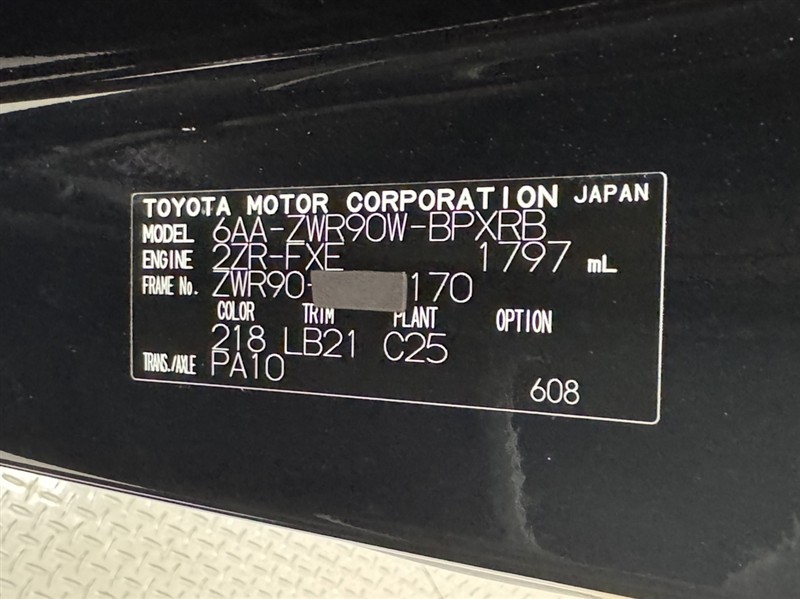 TOYOTA MOTOR CORPORATION JAPAN
MODEL 6AA-ZWR90W-BPXRB
ENGINE 2ZR-FXE 1797 mL
FRAME No. ZWR90- 170
COLOR TRIM PLANT OPTION
218 LB21 C25
TRANS./AXLE PA10
608